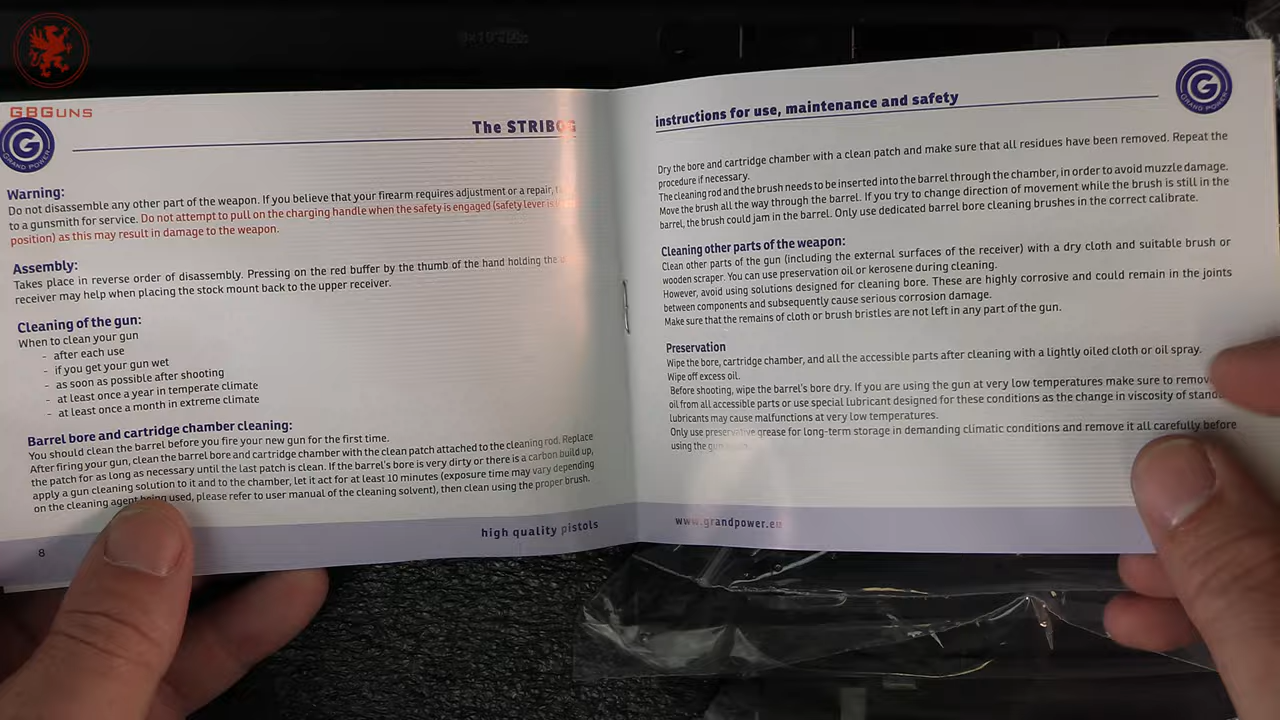 GBGuns
GRAND POWER
The STRIBOG
Warning:
Do not disassemble any other part of the weapon. If you believe that your firearm requires adjustment or a repair,
to a gunsmith for service. Do not attempt to pull on the charging handle when the safety is engaged (safety lever is
position) as this may result in damage to the weapon.
Assembly:
Takes place in reverse order of disassembly. Pressing on the red buffer by the thumb of the hand holding the
receiver may help when placing the stock mount back to the upper receiver.
Cleaning of the gun:
When to clean your gun
- after each use
- if you get your gun wet
- as soon as possible after shooting
- at least once a year in temperate climate
- at least once a month in extreme climate
Barrel bore and cartridge chamber cleaning:
You should clean the barrel before you fire your new gun for the first time.
After firing your gun, clean the barrel bore and cartridge chamber with the clean patch attached to the cleaning rod. Replace
the patch for as long as necessary until the last patch is clean. If the barrel's bore is very dirty or there is a carbon build up,
apply a gun cleaning solution to it and to the chamber, let it act for at least 10 minutes (exposure time may vary depending
on the cleaning agent being used, please refer to user manual of the cleaning solvent), then clean using the proper brush.
8
high quality pistols
instructions for use, maintenance and safety
GRAND POWER
Dry the bore and cartridge chamber with a clean patch and make sure that all residues have been removed. Repeat the
procedure if necessary.
The cleaning rod and the brush needs to be inserted into the barrel through the chamber, in order to avoid muzzle damage.
Move the brush all the way through the barrel. If you try to change direction of movement while the brush is still in the
barrel, the brush could jam in the barrel. Only use dedicated barrel bore cleaning brushes in the correct calibrate.
Cleaning other parts of the weapon:
Clean other parts of the gun (including the external surfaces of the receiver) with a dry cloth and suitable brush or
wooden scraper. You can use preservation oil or kerosene during cleaning.
However, avoid using solutions designed for cleaning bore. These are highly corrosive and could remain in the joints
between components and subsequently cause serious corrosion damage.
Make sure that the remains of cloth or brush bristles are not left in any part of the gun.
Preservation
Wipe the bore, cartridge chamber, and all the accessible parts after cleaning with a lightly oiled cloth or oil spray.
Wipe off excess oil.
Before shooting, wipe the barrel's bore dry. If you are using the gun at very low temperatures make sure to remov
oil from all accessible parts or use special lubricant designed for these conditions as the change in viscosity of stand
lubricants may cause malfunctions at very low temperatures.
Only use preservative grease for long-term storage in demanding climatic conditions and remove it all carefully before
using the gun
www.grandpower.eu